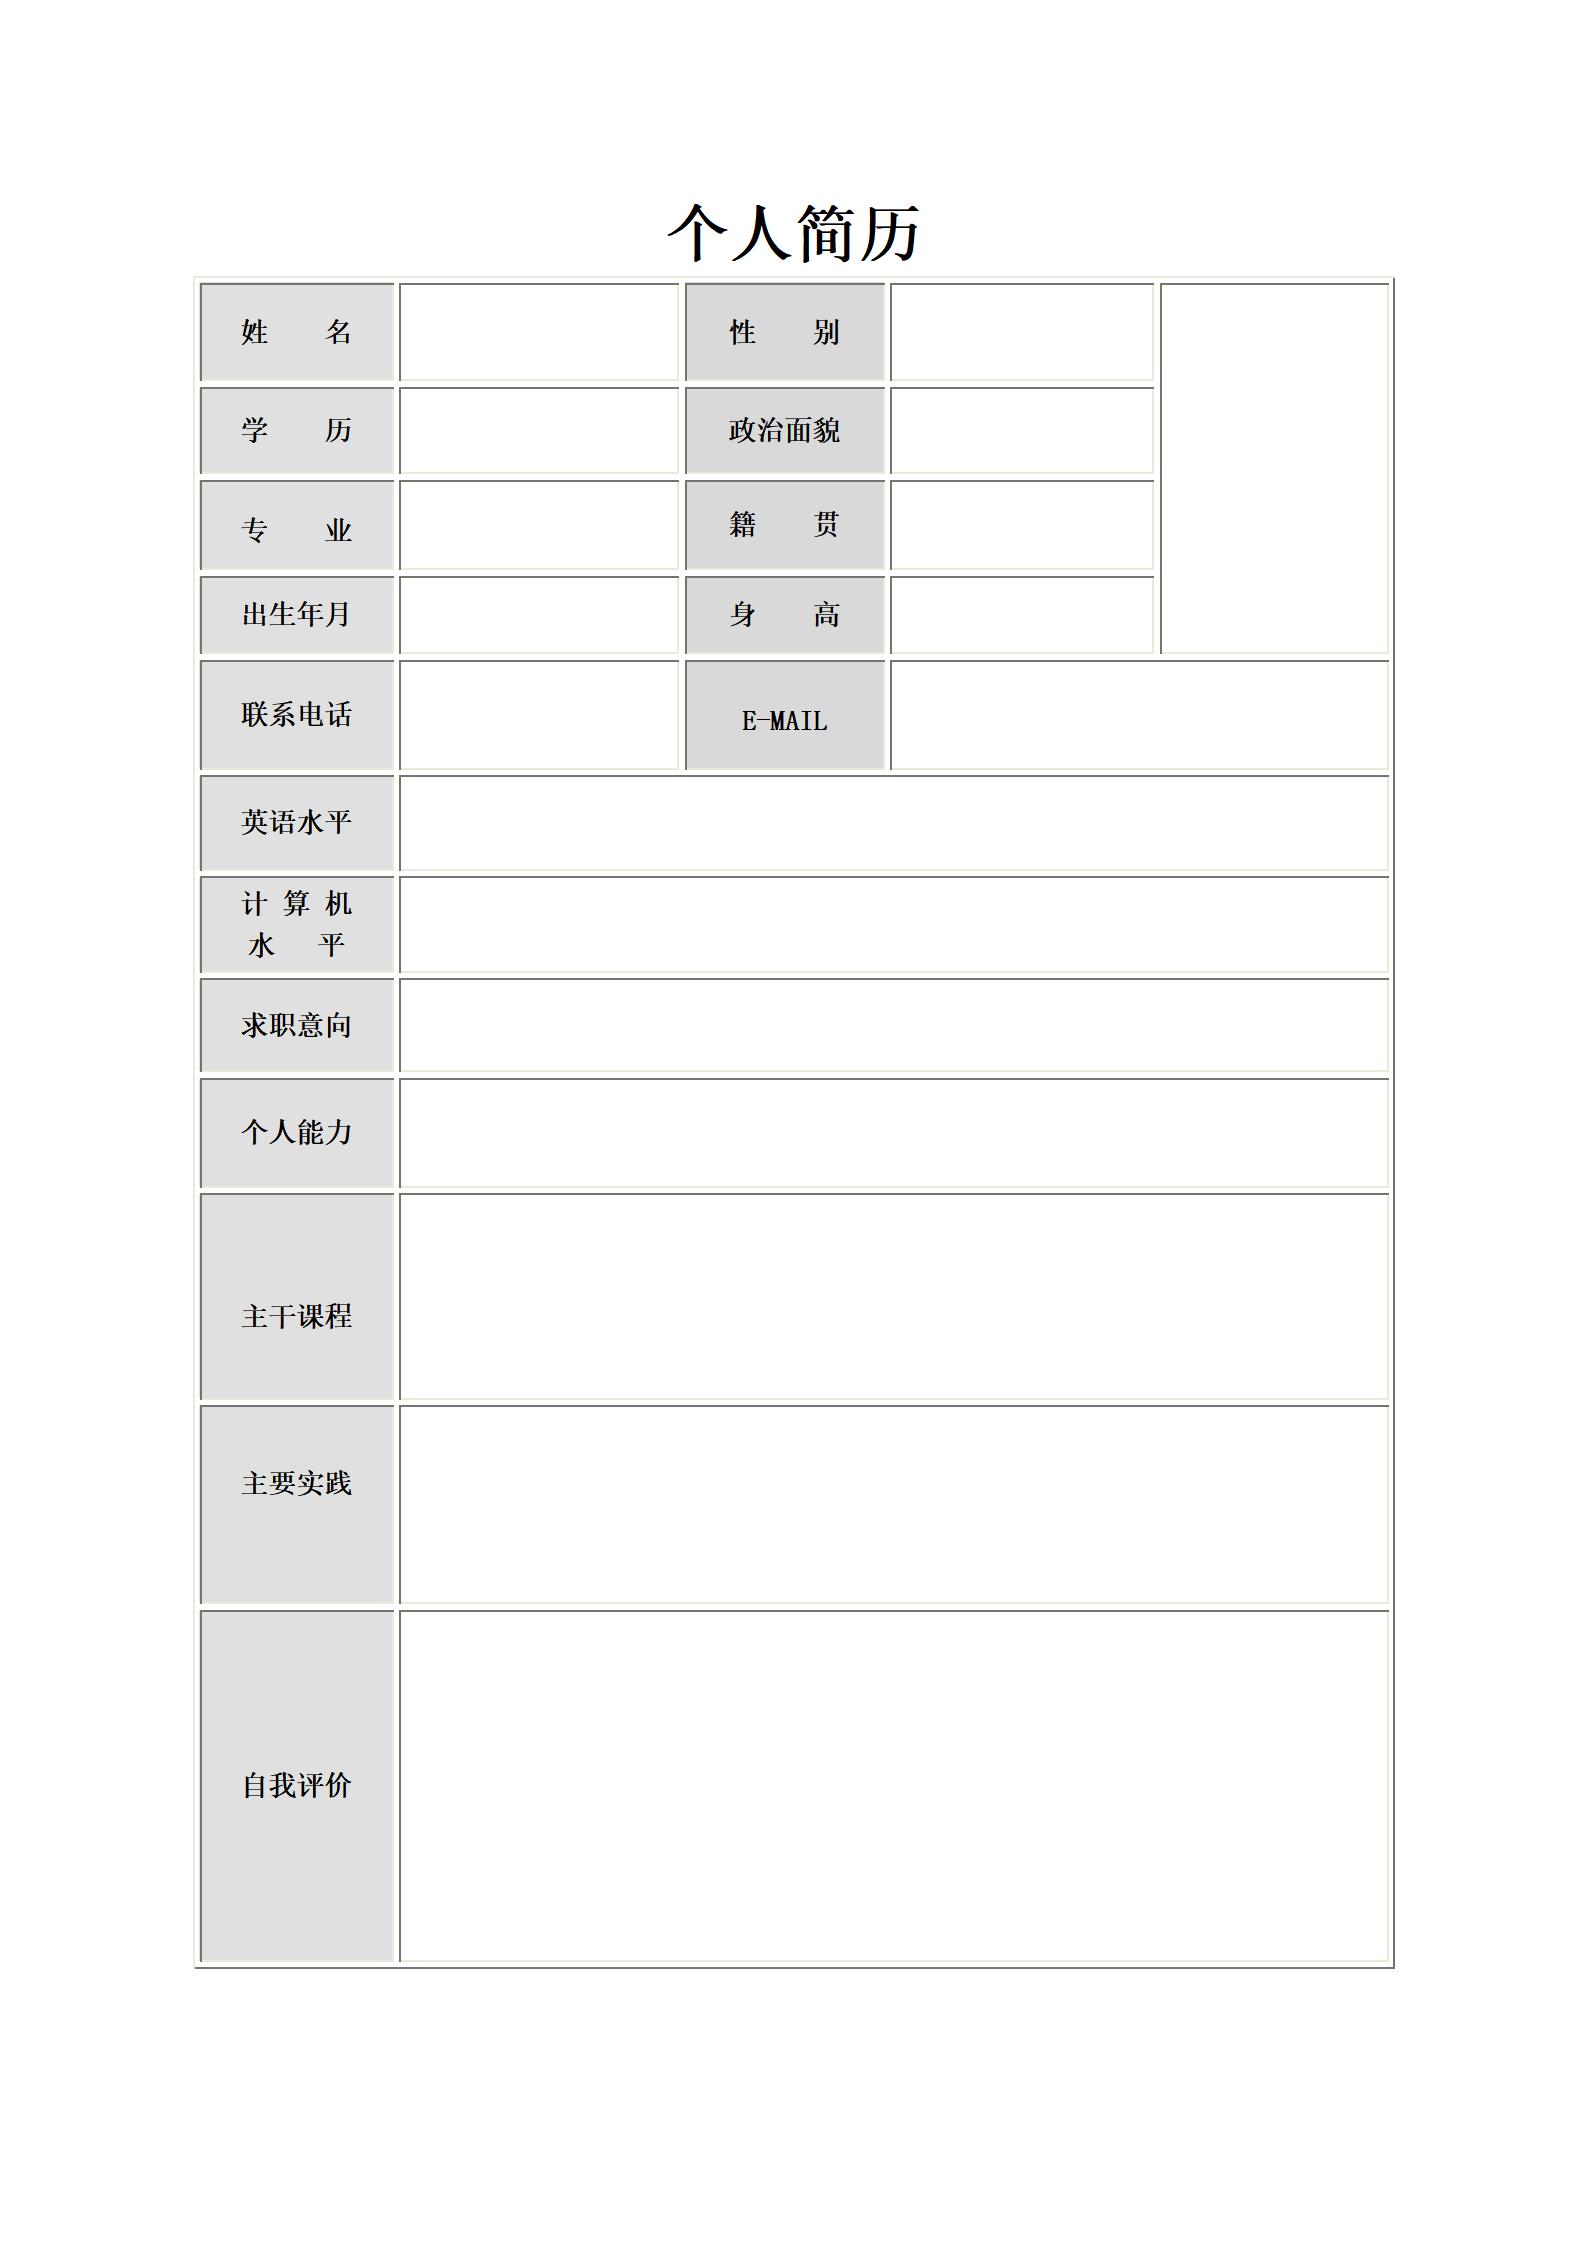 个人简历
姓 名 性 别
学 历 政治面貌
专 业 籍 贯
出生年月 身 高
联系电话 E-MAIL
英语水平
计 算 机
水 平
求职意向
个人能力
主干课程
主要实践
自我评价